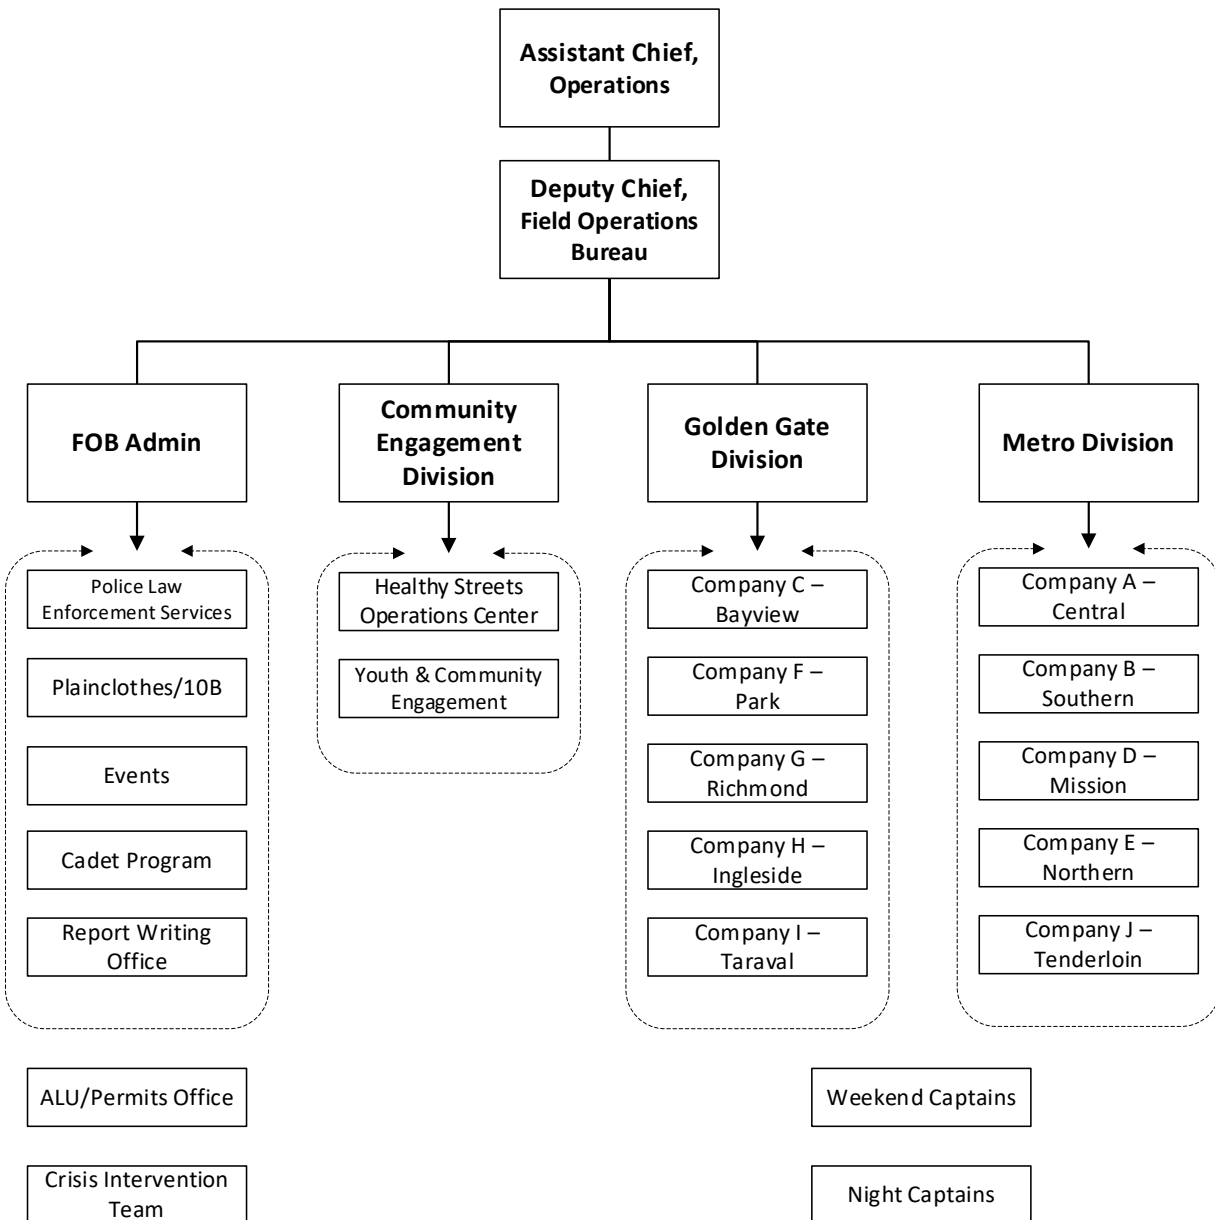 Assistant Chief,
Operations
Deputy Chief,
Field Operations
Bureau
FOB Admin
Community
Engagement
Division
Golden Gate
Division
Metro Division
Police Law
Enforcement Services
Plainclothes/10B
Events
Cadet Program
Report Writing
Office
Healthy Streets
Operations Center
Youth & Community
Engagement
Company C –
Bayview
Company F –
Park
Company G –
Richmond
Company H –
Ingleside
Company I –
Taraval
Company A –
Central
Company B –
Southern
Company D –
Mission
Company E –
Northern
Company J –
Tenderloin
ALU/Permits Office
Crisis Intervention
Team
Weekend Captains
Night Captains